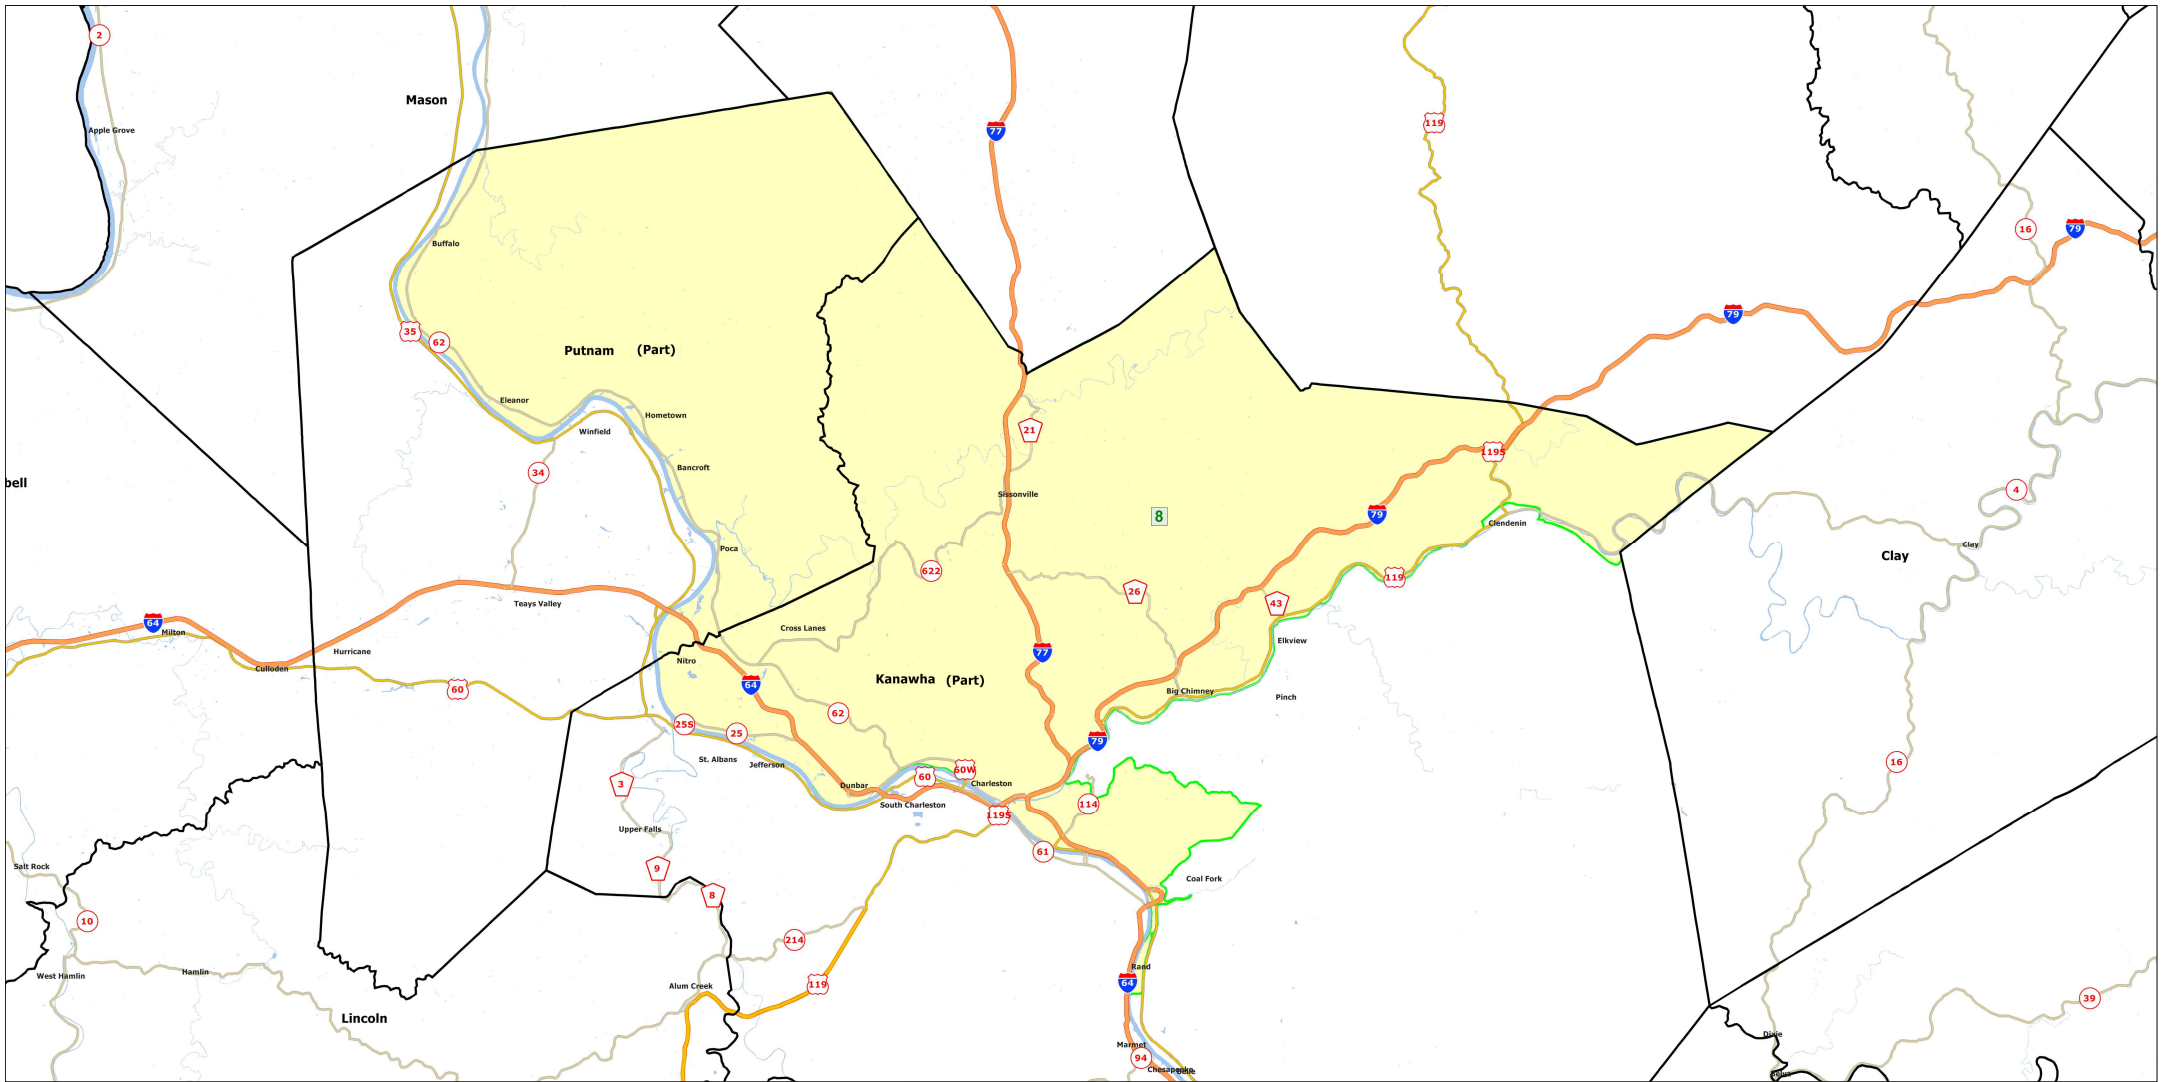 2
Mason
77
119
Apple Grove
16
79
Buffalo
79
35
62
Putnam (Part)
Eleanor
Hometown
21
Winfield
119S
Bancroft
34
bell
Sissonville
4
8
79
Clendenin
Poca
Clay
Clay
622
119
26
Teays Valley
43
64
Milton
Cross Lanes
Elkview
Hurricane
77
Nitro
Culloden
Kanawha (Part)
64
60
Big Chimney
Pinch
62
25S
25
79
St. Albans
Jefferson
16
60W
60
3
Dunbar
Charleston
South Charleston
114
119S
Upper Falls
61
Salt Rock
9
Coal Fork
8
10
214
Rand
West Hamlin
Hamlin
64
119
Alum Creek
39
Lincoln
Dixie
Marmet
94
Chesapeake
Belle